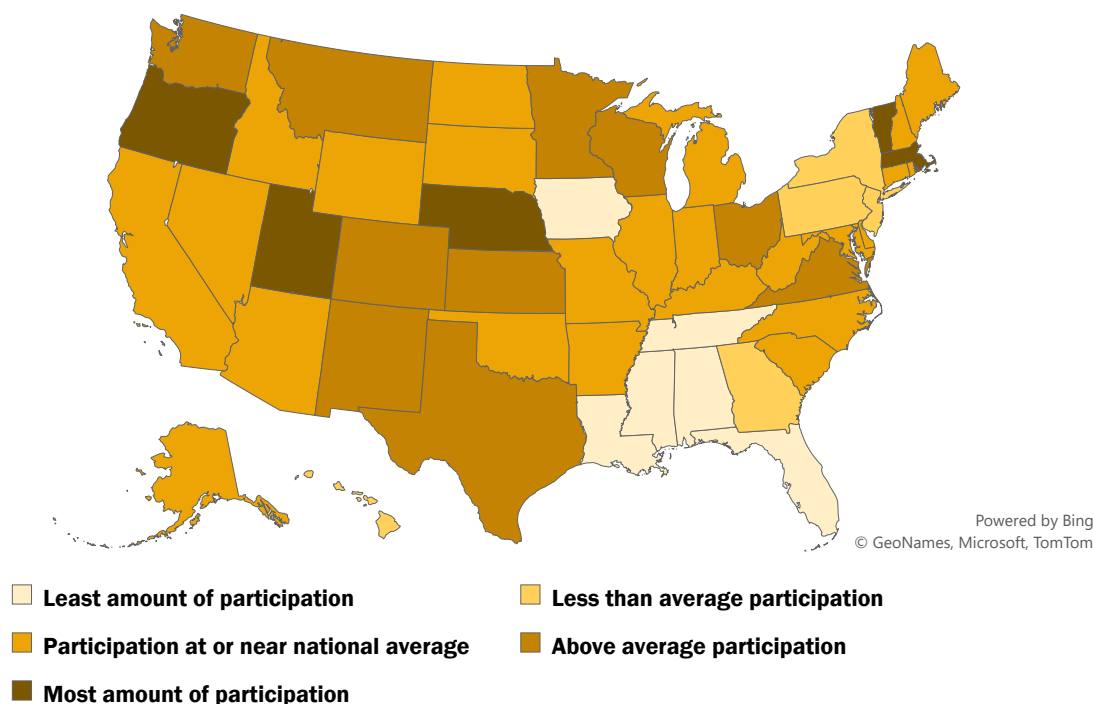 Powered by Bing
© GeoNames, Microsoft, TomTom
Least amount of participation
Less than average participation
Participation at or near national average
Above average participation
Most amount of participation